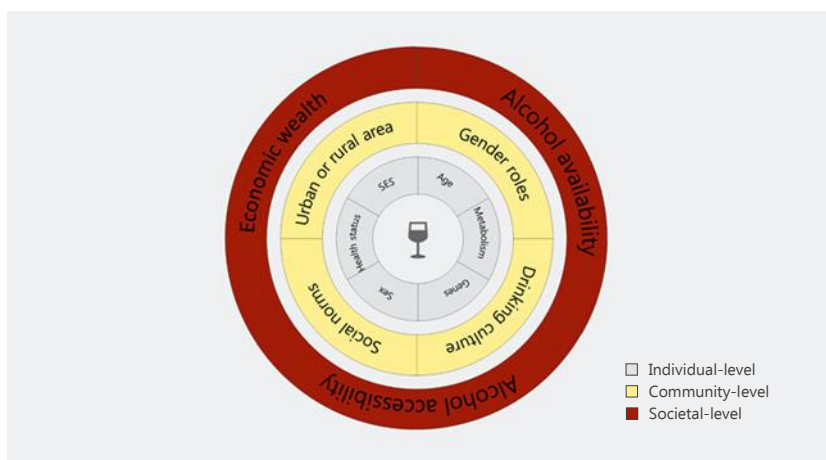 Economic wealth
Alcohol availability
Alcohol accessibility
Urban or rural area
Gender roles
Drinking culture
Social norms
SES
Age
Metabolism
Genes
Sex
Health status
Individual-level
Community-level
Societal-level